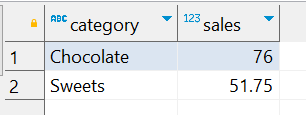 ABC category 123 sales
1 Chocolate 76
2 Sweets 51.75